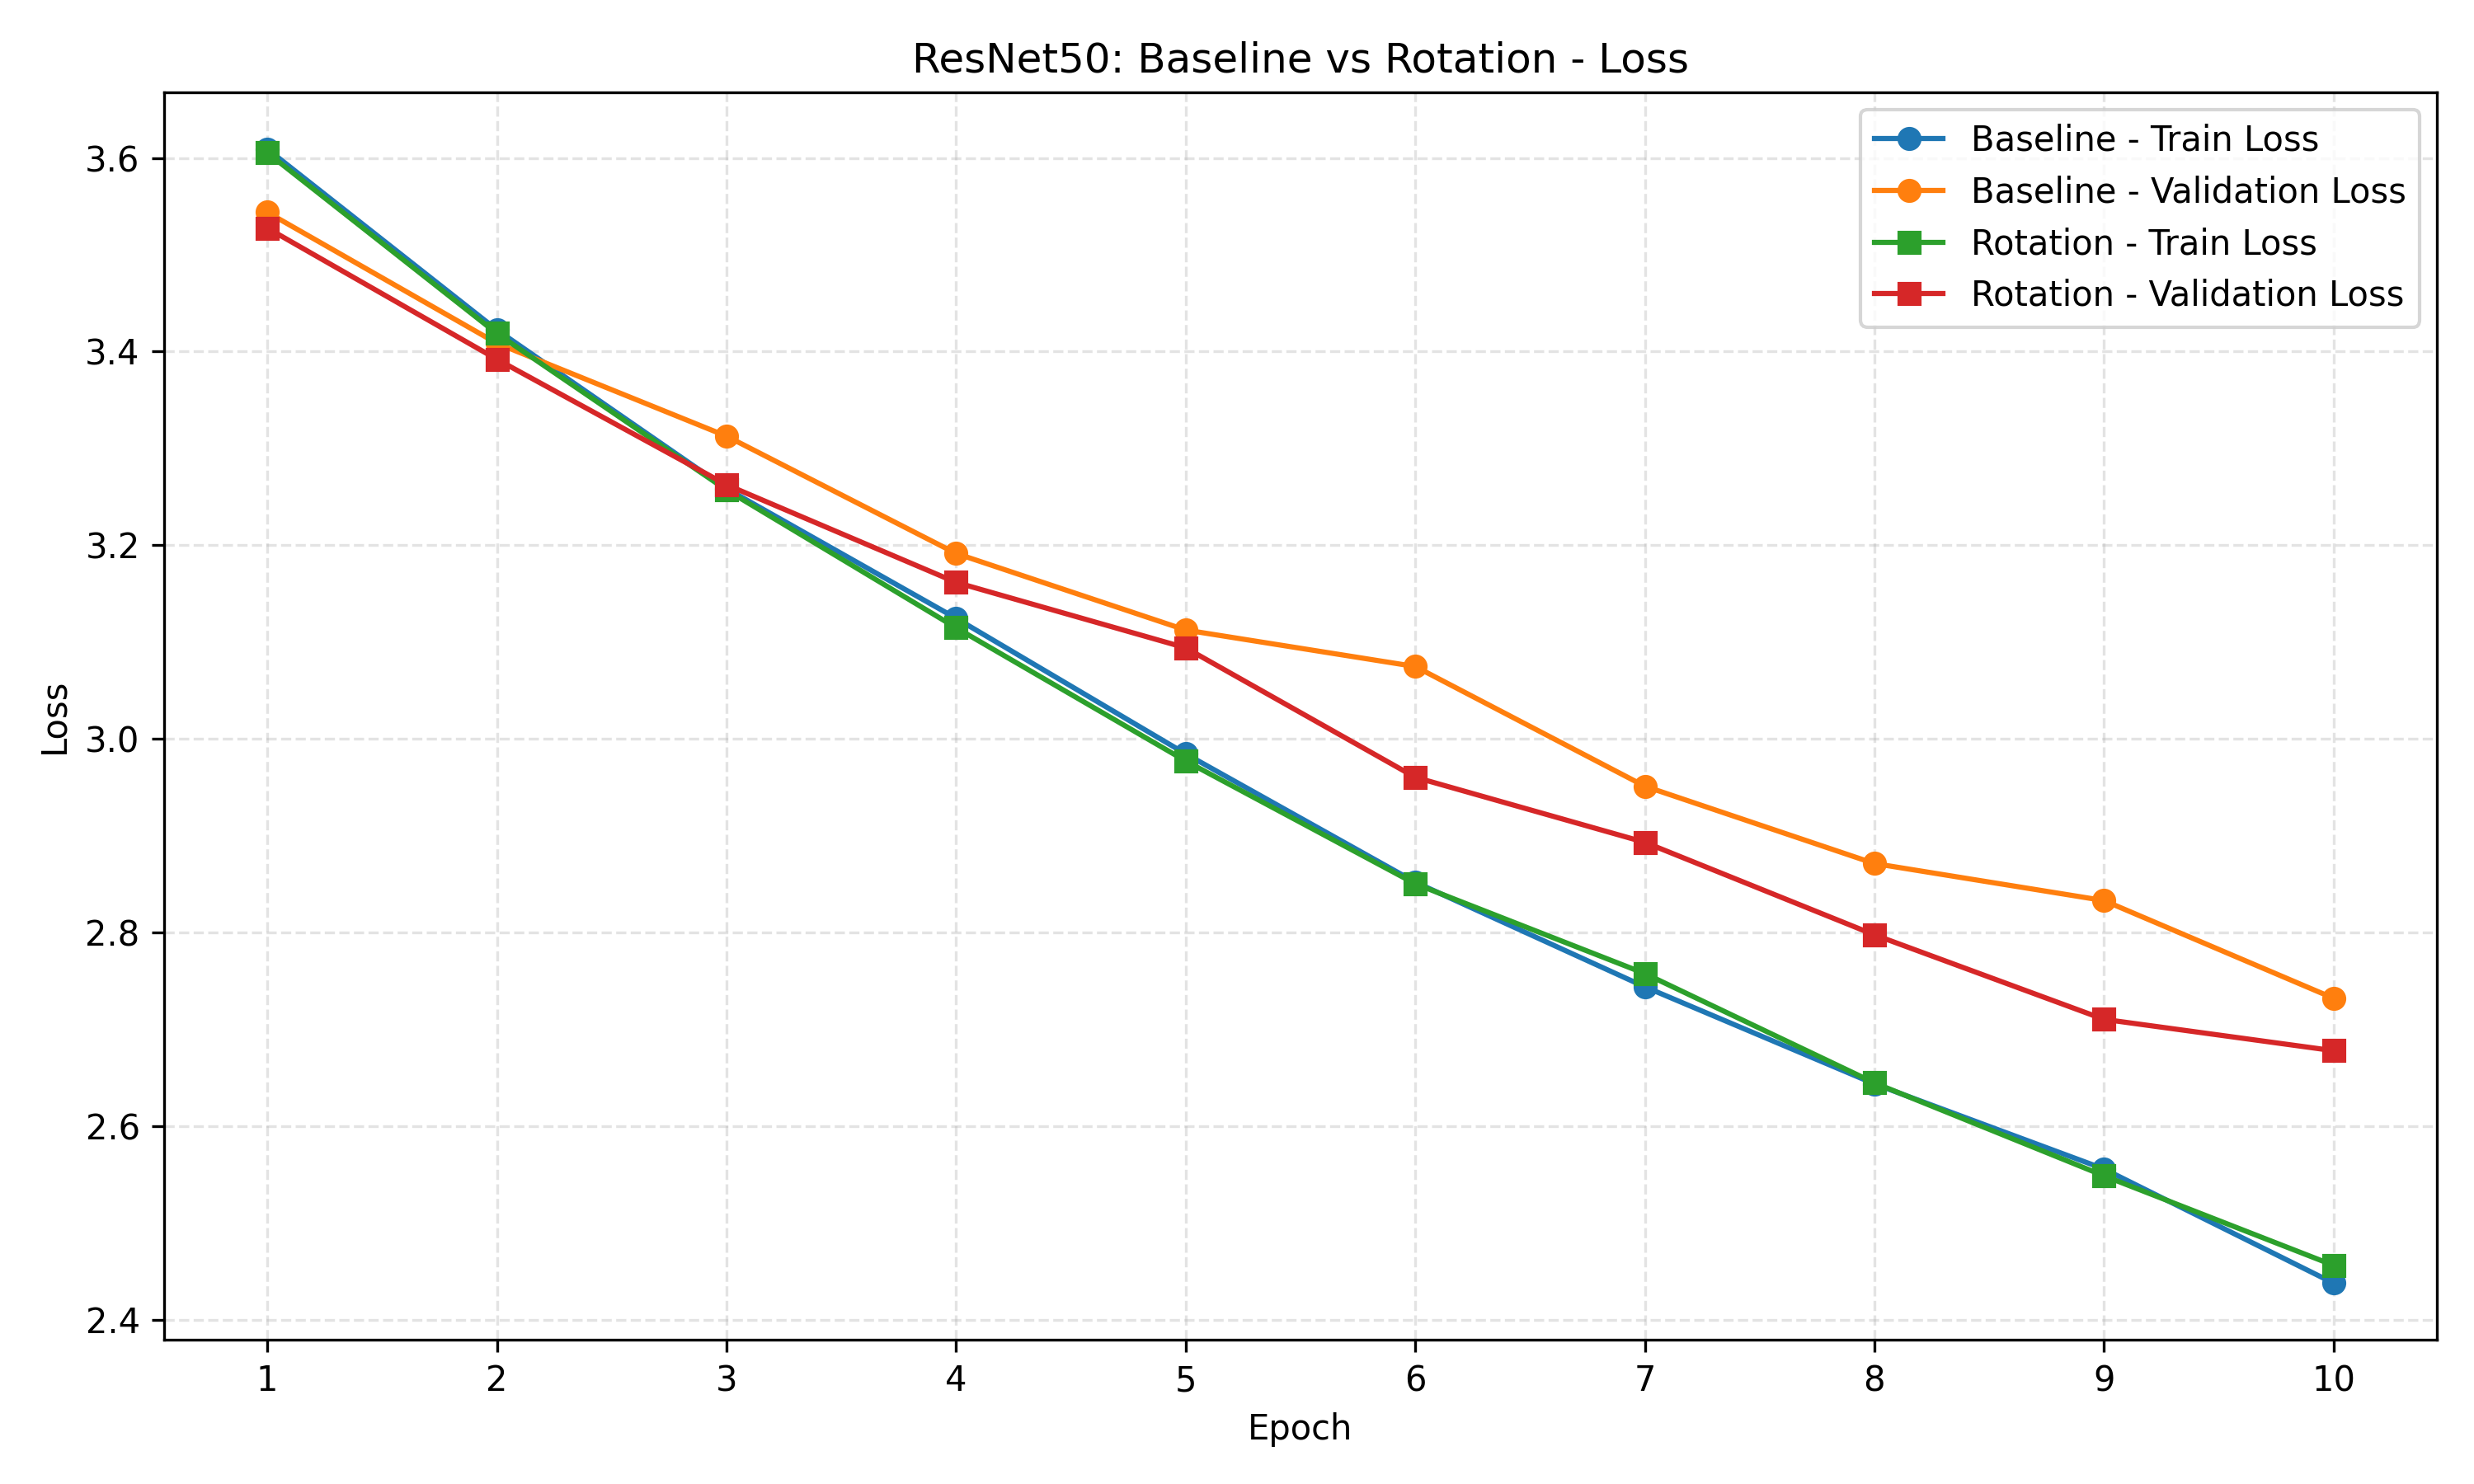 ResNet50: Baseline vs Rotation - Loss
Baseline - Train Loss
Baseline - Validation Loss
Rotation - Train Loss
Rotation - Validation Loss
3.6
3.4
3.2
3.0
2.8
2.6
2.4
Loss
1 2 3 4 5 6 7 8 9 10
Epoch